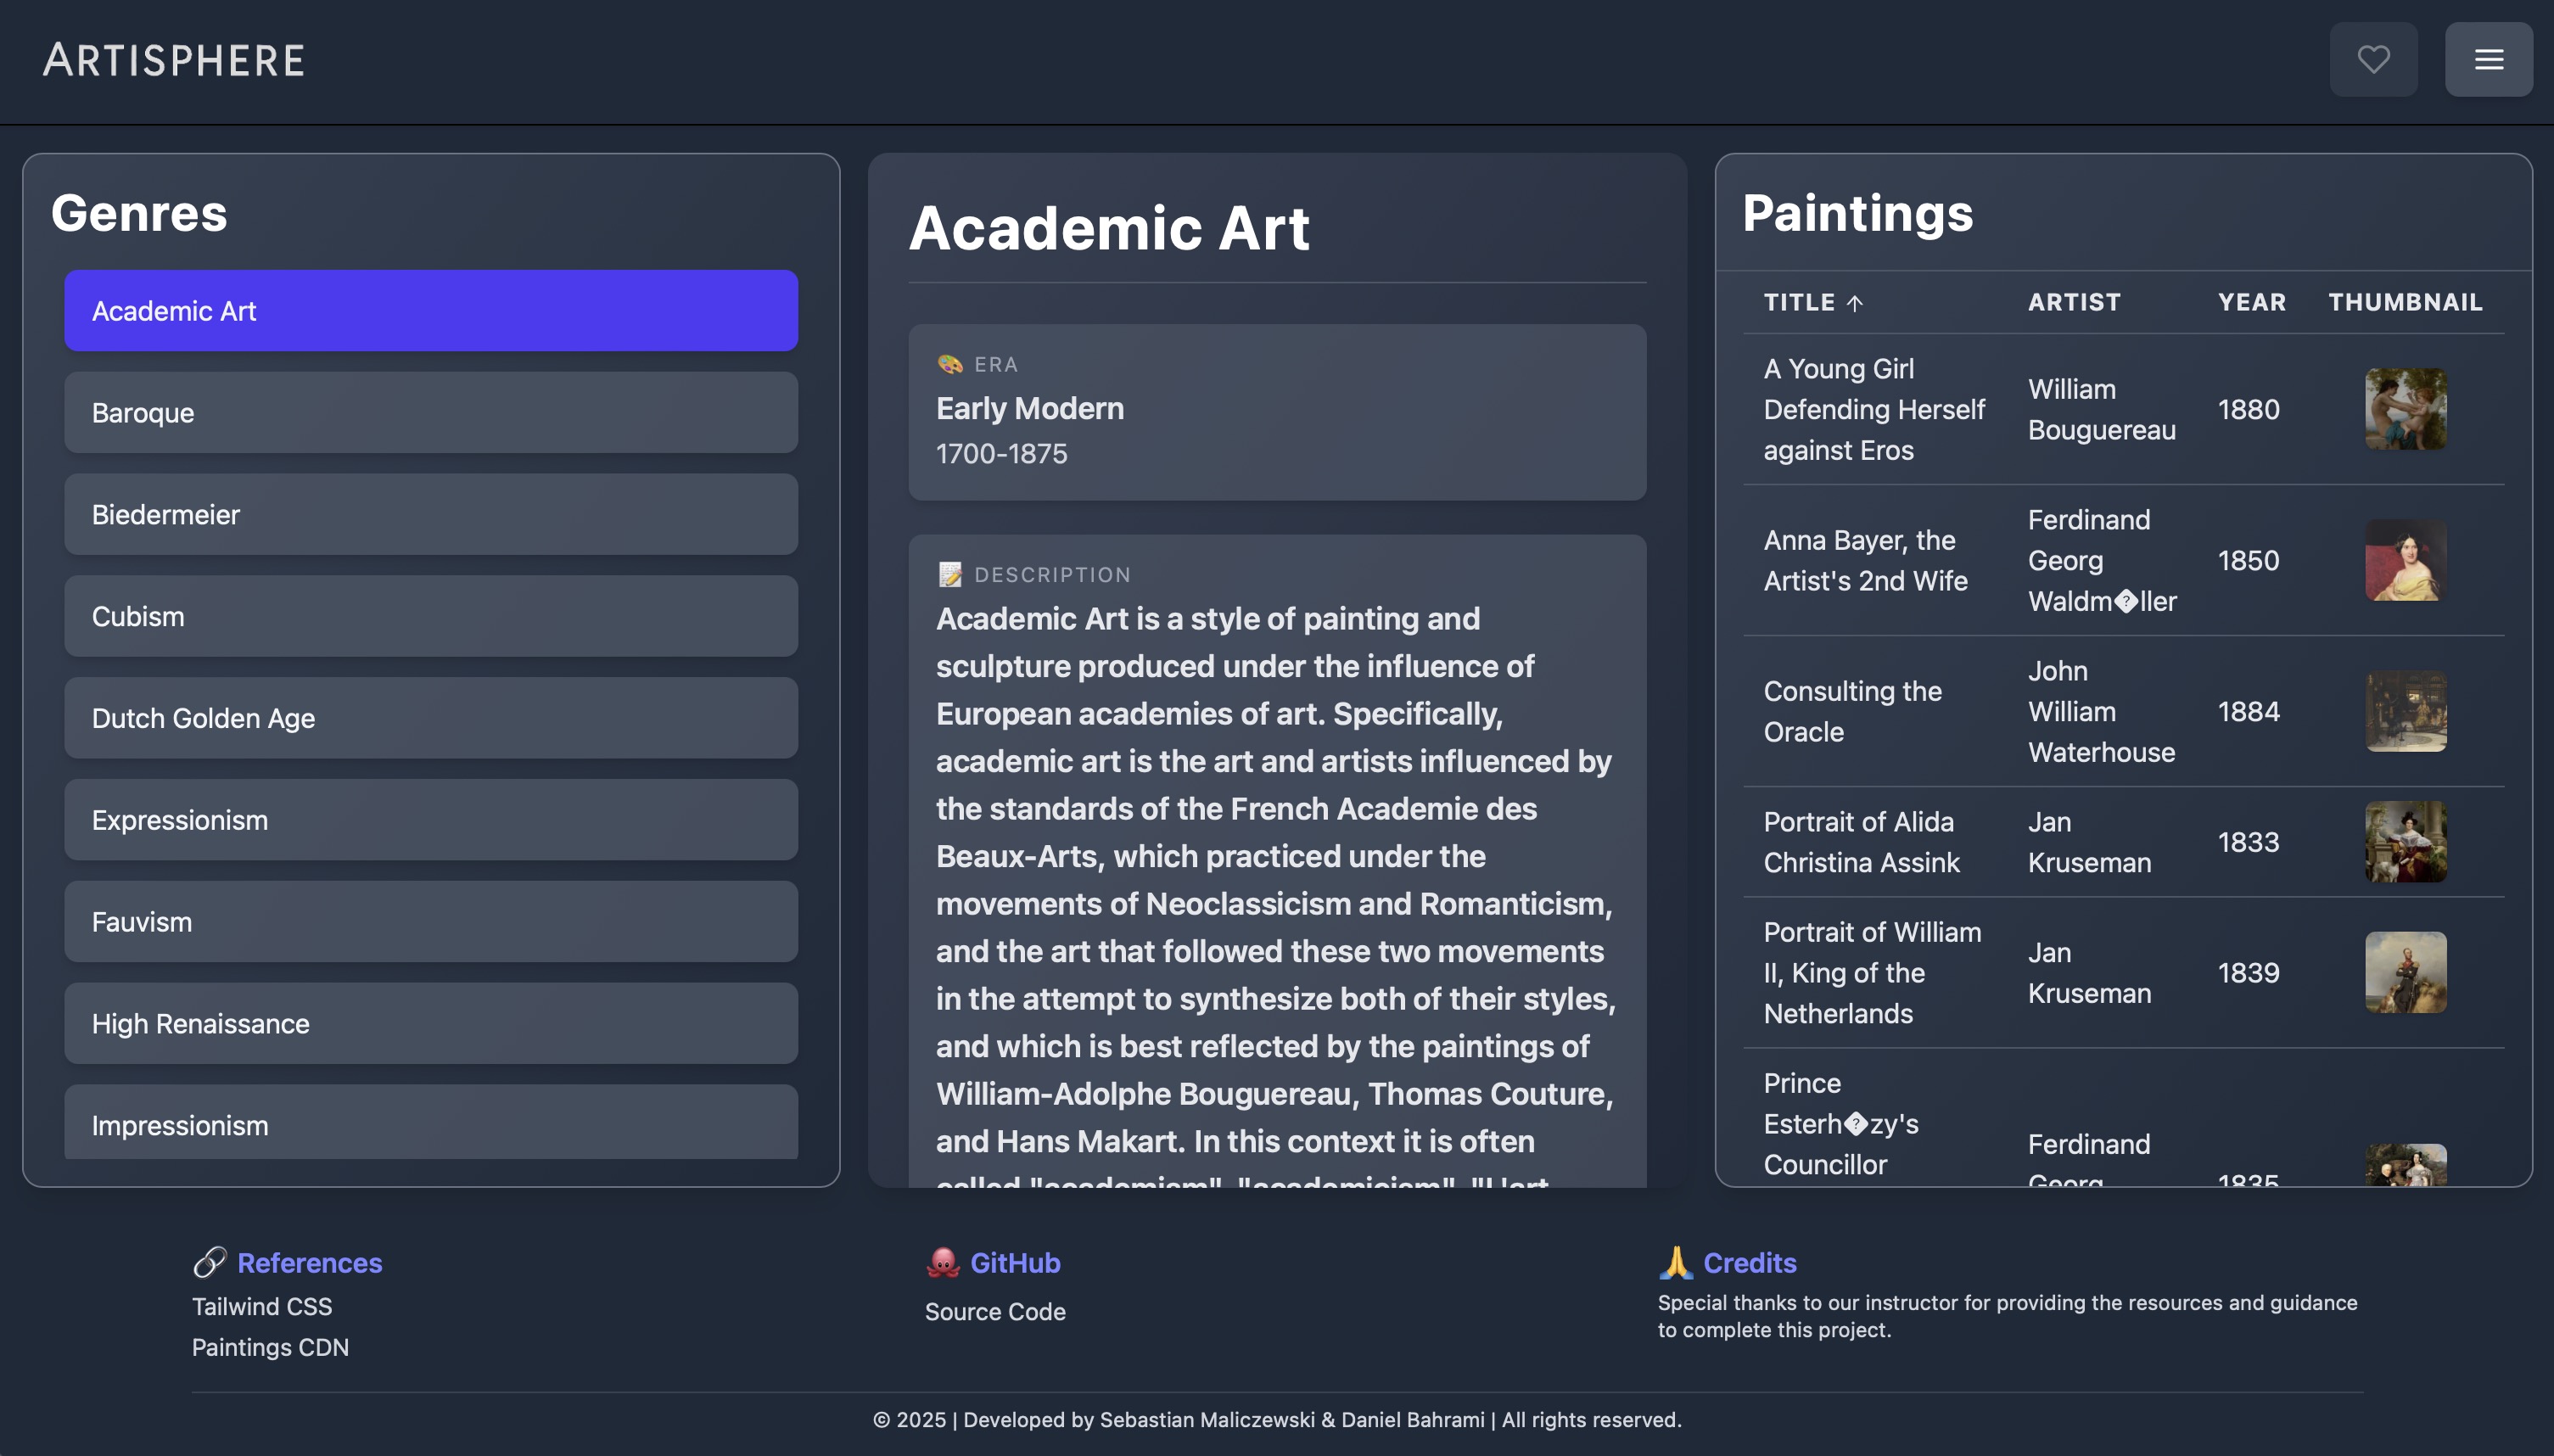 ARTISPHERE
Genres
Academic Art
Baroque
Biedermeier
Cubism
Dutch Golden Age
Expressionism
Fauvism
High Renaissance
Impressionism
Academic Art
🎨 ERA
Early Modern
1700-1875
📝 DESCRIPTION
Academic Art is a style of painting and
sculpture produced under the influence of
European academies of art. Specifically,
academic art is the art and artists influenced by
the standards of the French Academie des
Beaux-Arts, which practiced under the
movements of Neoclassicism and Romanticism,
and the art that followed these two movements
in the attempt to synthesize both of their styles,
and which is best reflected by the paintings of
William-Adolphe Bouguereau, Thomas Couture,
and Hans Makart. In this context it is often
called "academism", "academicism", "L'art
Paintings
TITLE ↑ ARTIST YEAR THUMBNAIL
A Young Girl
Defending Herself
against Eros
William
Bouguereau
1880
Anna Bayer, the
Artist's 2nd Wife
Ferdinand
Georg
Waldm�ller
1850
Consulting the
Oracle
John
William
Waterhouse
1884
Portrait of Alida
Christina Assink
Jan
Kruseman
1833
Portrait of William
II, King of the
Netherlands
Jan
Kruseman
1839
Prince
Esterh�zy's
Councillor
Ferdinand
Georg
1835
🔗 References
Tailwind CSS
Paintings CDN
🐙 GitHub
Source Code
🙏 Credits
Special thanks to our instructor for providing the resources and guidance
to complete this project.
© 2025 | Developed by Sebastian Maliczewski & Daniel Bahrami | All rights reserved.